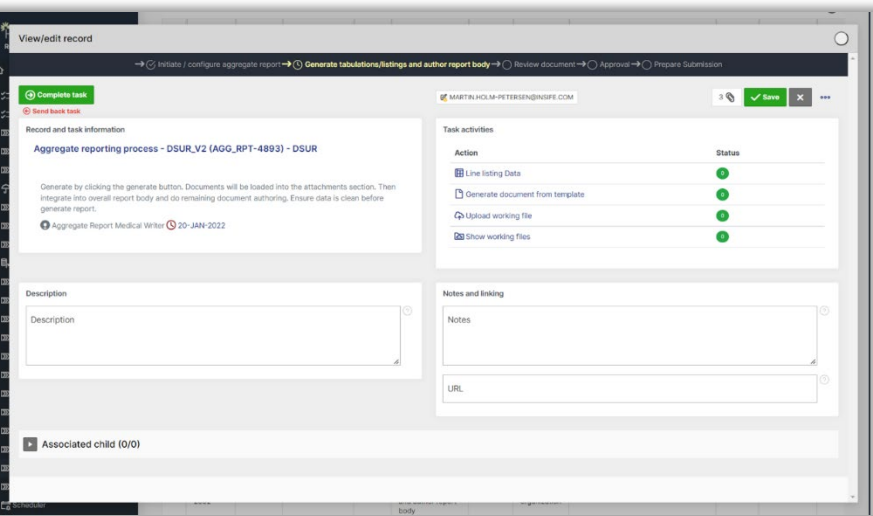 View/edit record
Initiate / configure aggregate report Generate tabulations/listings and author report body Review document Approval Prepare Submission
Complete task
Send back task
MARTIN.HOLM-PETERSEN@INSIFE.COM
3
Save
Record and task information
Aggregate reporting process - DSUR_V2 (AGG_RPT-4893) - DSUR
Generate by clicking the generate button. Documents will be loaded into the attachments section. Then
integrate into overall report body and do remaining document authoring. Ensure data is clean before
generate report.
Aggregate Report Medical Writer 20-JAN-2022
Task activities
Action Status
Line listing Data 0
Generate document from template 0
Upload working file 0
Show working files 0
Description
Description
Notes and linking
Notes
URL
Associated child (0/0)
Scheduler
body